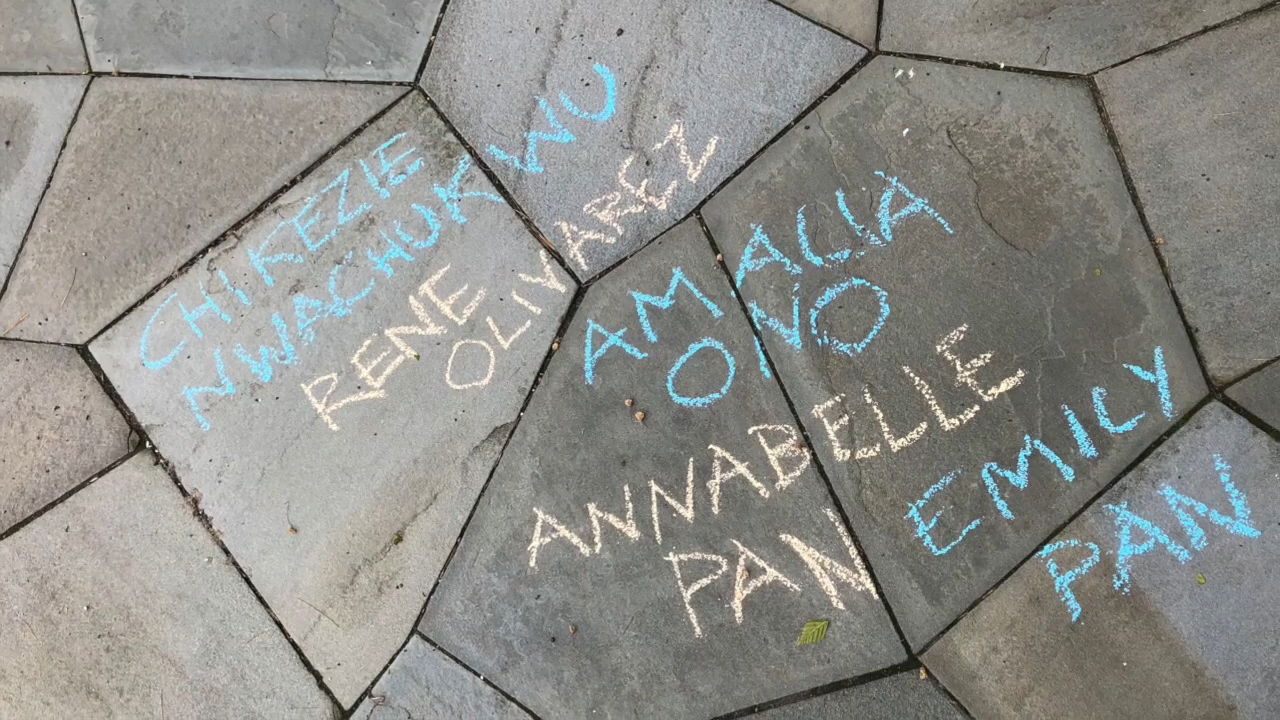 CHIKEZIE
NWACHUKWU
RENE
OLIVAREZ
AMALIA
ONO
ANNABELLE
PAN
EMILY
PAN